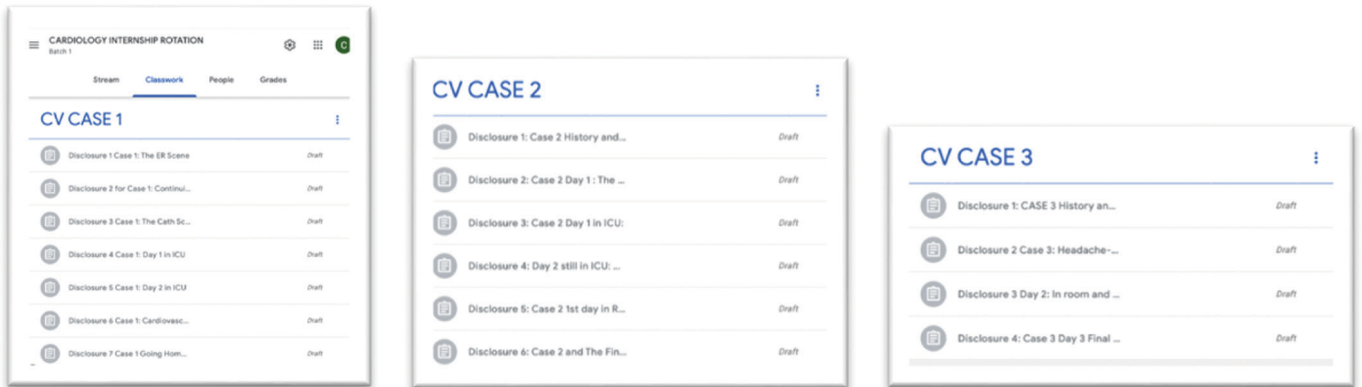 CARDIOLOGY INTERNSHIP ROTATION
Batch 1
C
Stream Classwork People Grades
CV CASE 1
Disclosure 1 Case 1: The ER Scene Draft
Disclosure 2 for Case 1: Continui... Draft
Disclosure 3 Case 1: The Cath Sc... Draft
Disclosure 4 Case 1: Day 1 in ICU Draft
Disclosure 5 Case 1: Day 2 in ICU Draft
Disclosure 6 Case 1: Cardiovasc... Draft
Disclosure 7 Case 1 Going Hom... Draft
CV CASE 2
Disclosure 1: Case 2 History and... Draft
Disclosure 2: Case 2 Day 1 : The ... Draft
Disclosure 3: Case 2 Day 1 in ICU: Draft
Disclosure 4: Day 2 still in ICU: ... Draft
Disclosure 5: Case 2 1st day in R... Draft
Disclosure 6: Case 2 and The Fin... Draft
CV CASE 3
Disclosure 1: CASE 3 History an... Draft
Disclosure 2 Case 3: Headache-... Draft
Disclosure 3 Day 2: In room and ... Draft
Disclosure 4: Case 3 Day 3 Final ... Draft